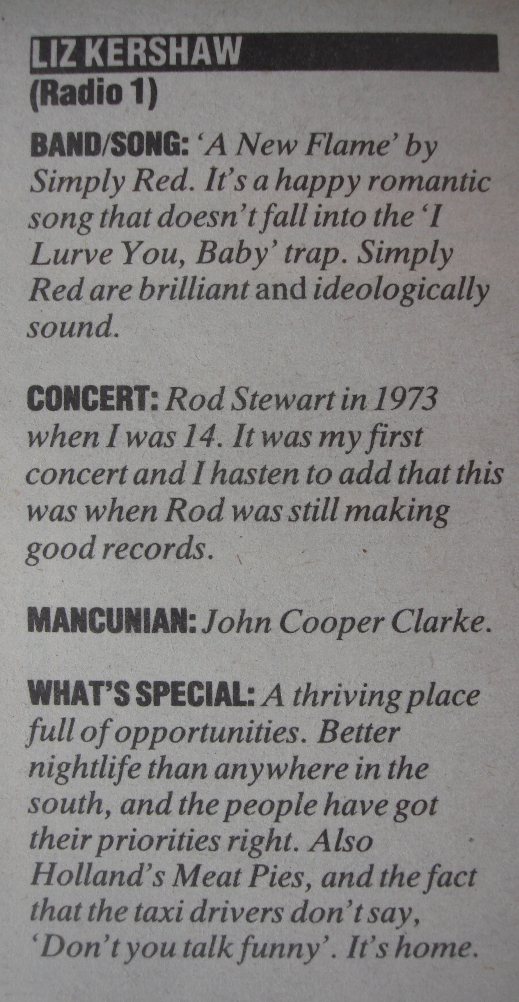 LIZ KERSHAW
(Radio 1)
BAND/SONG: ‘A New Flame’ by
Simply Red. It’s a happy romantic
song that doesn’t fall into the ‘I
Lurve You, Baby’ trap. Simply
Red are brilliant and ideologically
sound.
CONCERT: Rod Stewart in 1973
when I was 14. It was my first
concert and I hasten to add that this
was when Rod was still making
good records.
MANCUNIAN: John Cooper Clarke.
WHAT’S SPECIAL: A thriving place
full of opportunities. Better
nightlife than anywhere in the
south, and the people have got
their priorities right. Also
Holland’s Meat Pies, and the fact
that the taxi drivers don’t say,
‘Don’t you talk funny’. It’s home.